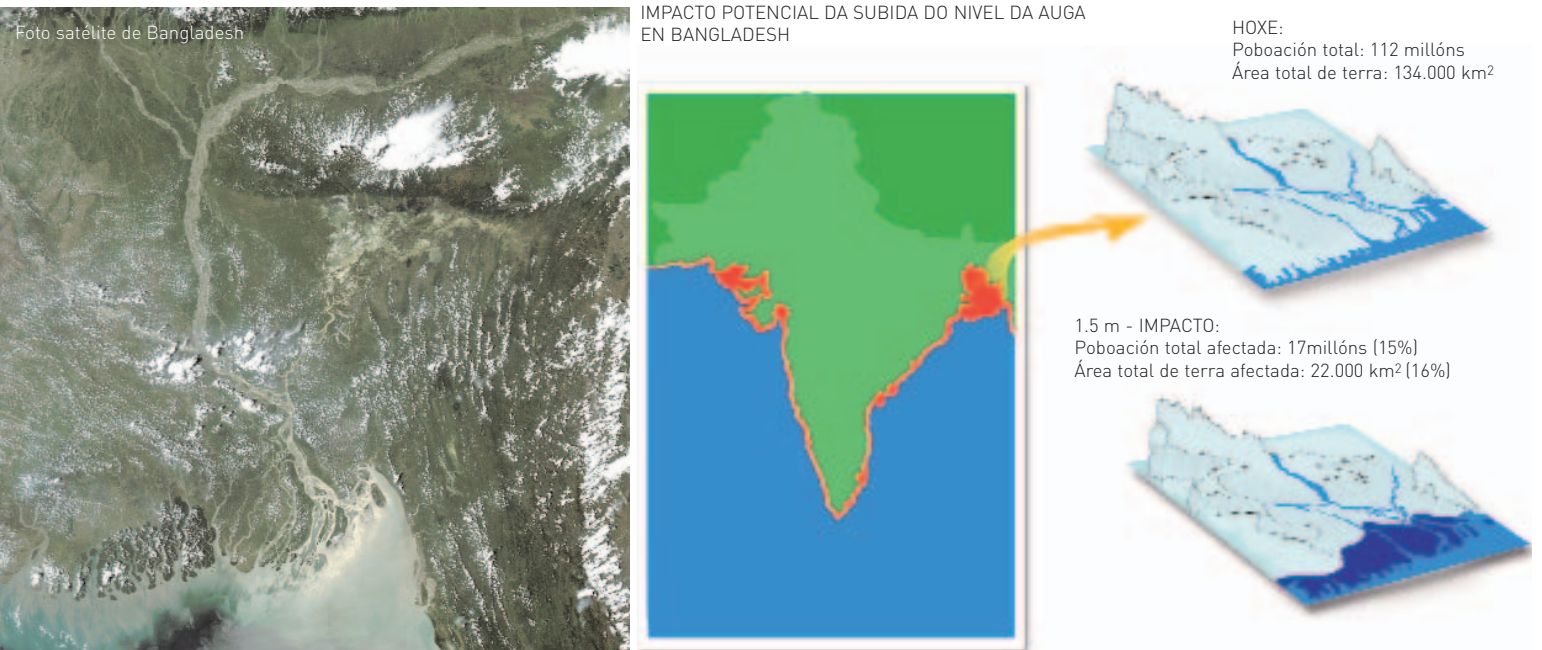 Foto satélite de Bangladesh
IMPACTO POTENCIAL DA SUBIDA DO NIVEL DA AUGA
EN BANGLADESH
HOXE:
Poboación total: 112 millóns
Área total de terra: 134.000 km²
1.5 m - IMPACTO:
Poboación total afectada: 17millóns (15%)
Área total de terra afectada: 22.000 km² (16%)